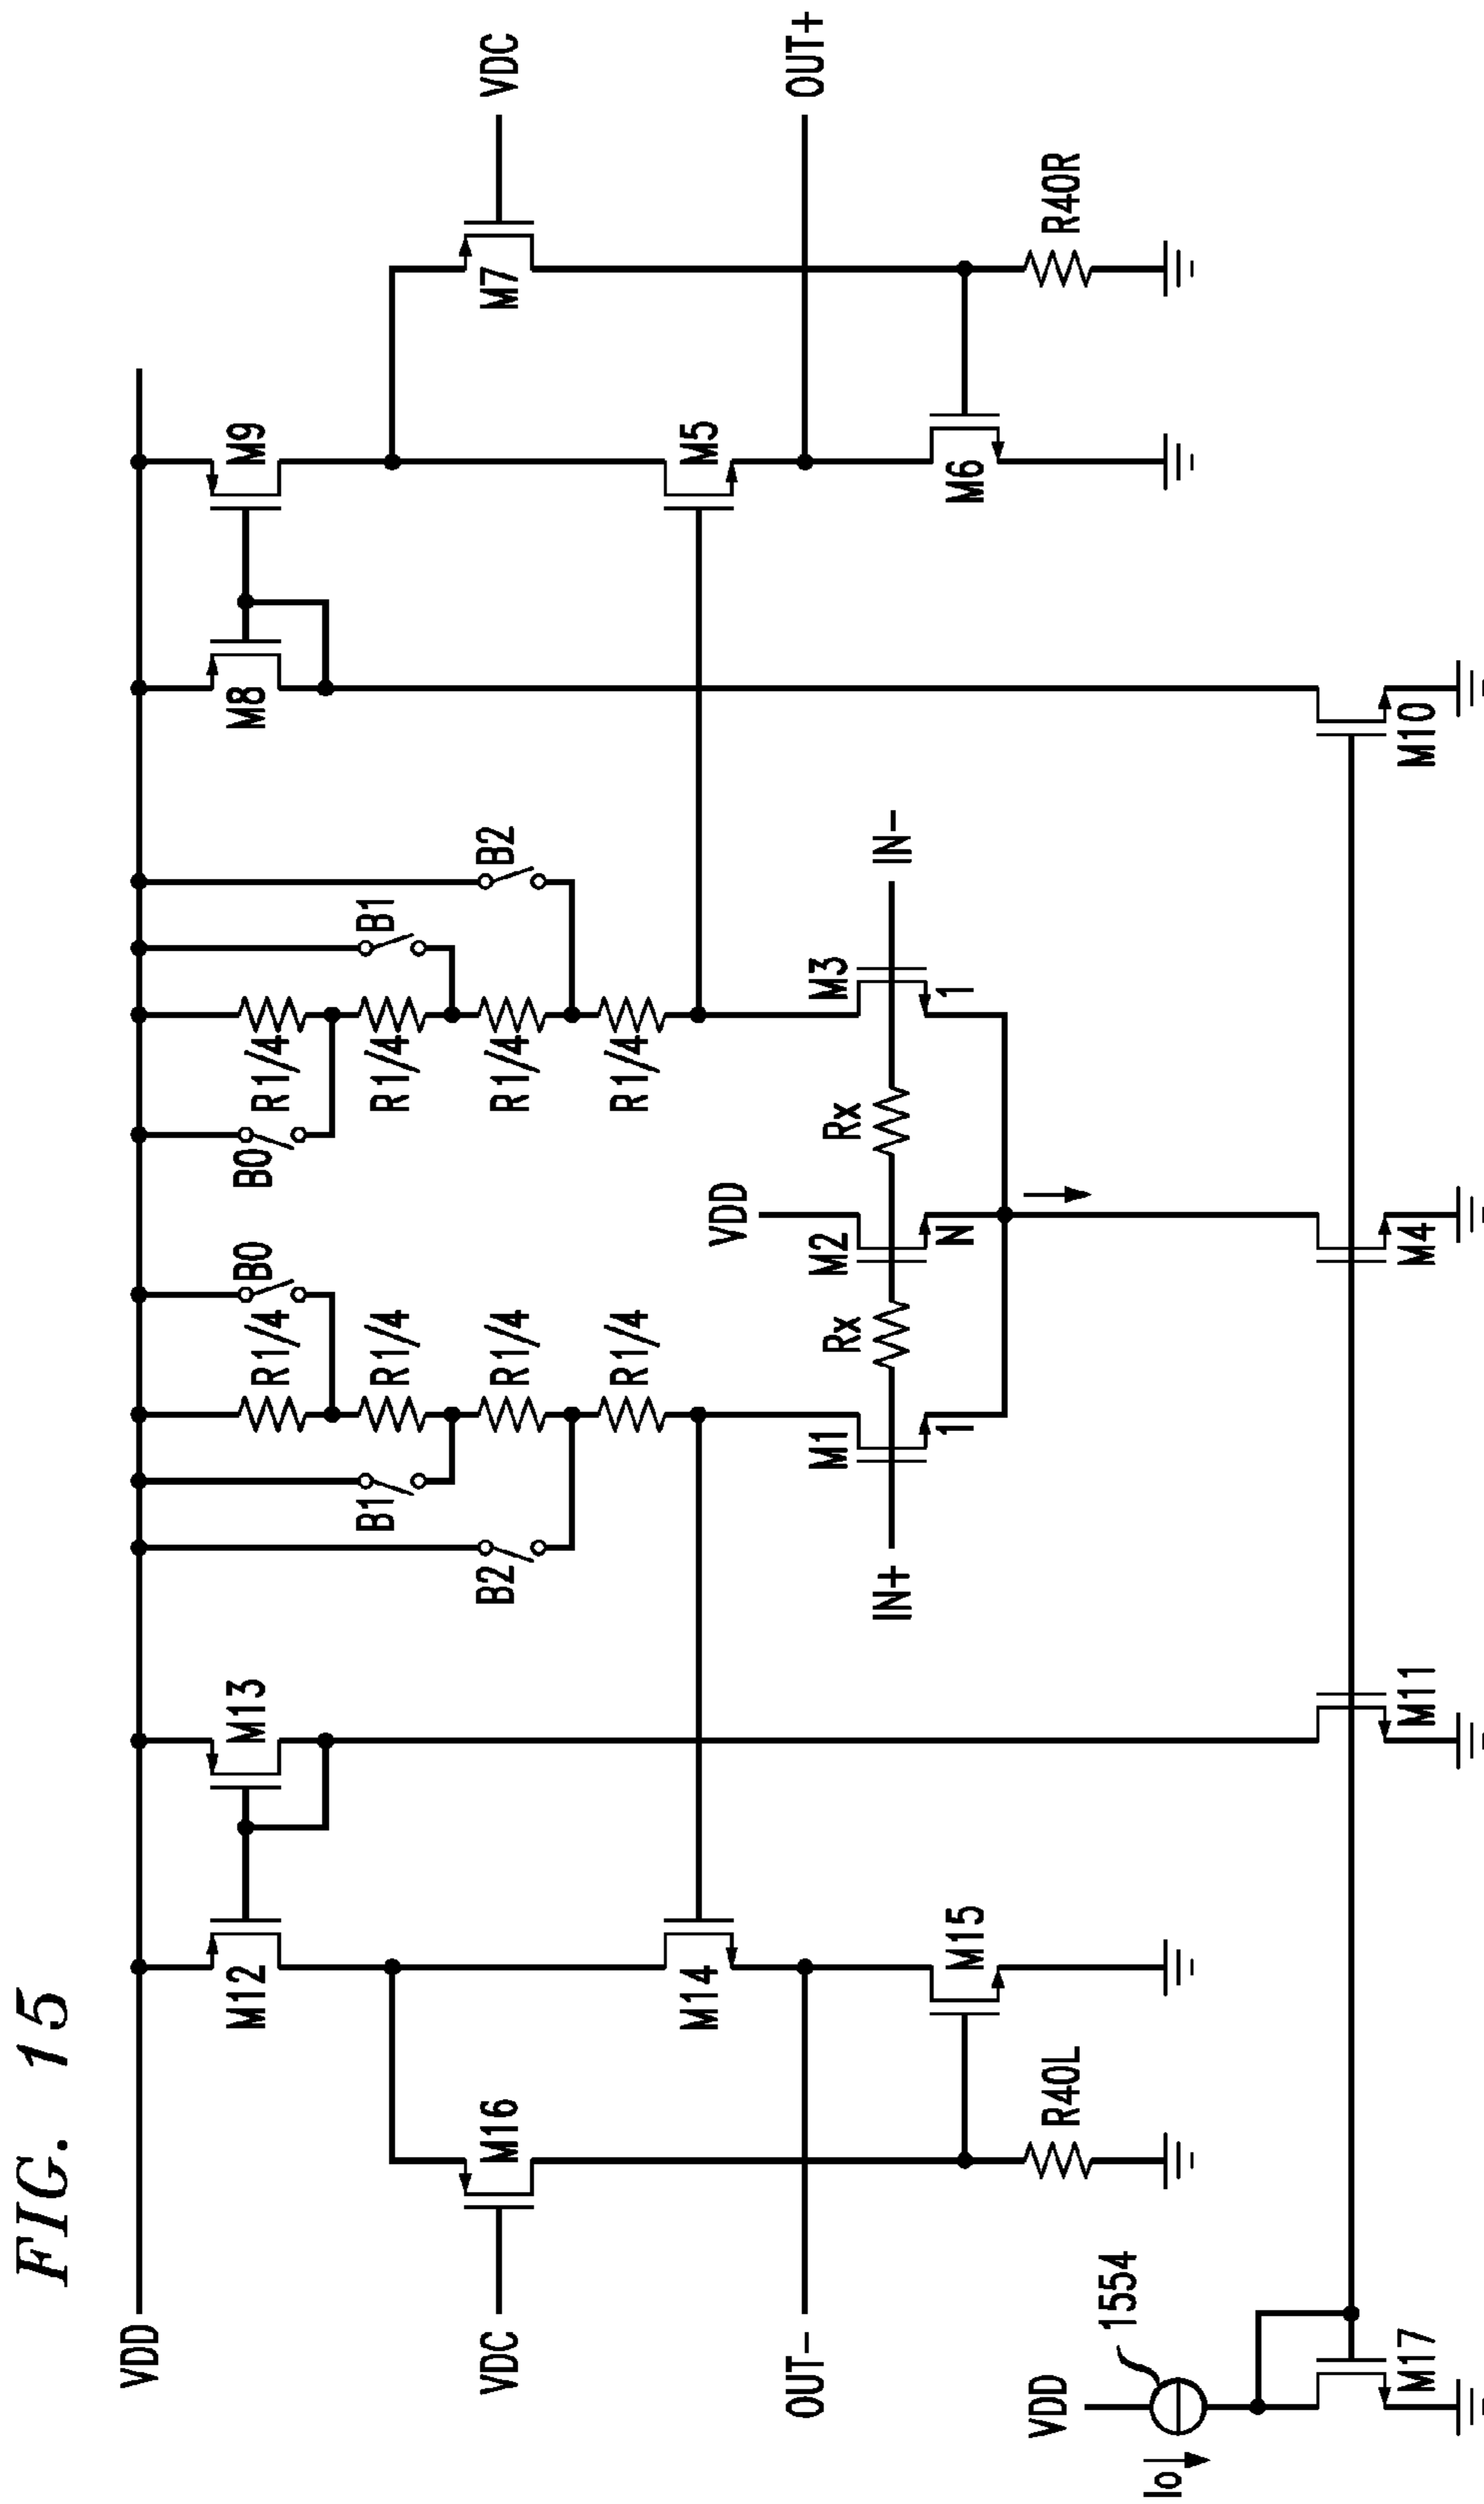 FIG. 15
VDD
M12
M13
B0
B0
M8
M9
R1/4
R1/4
B1
R1/4
R1/4
B1
VDC
M16
B2
R1/4
R1/4
B2
M7
VDC
R1/4
R1/4
M14
VDD
M5
OUT-
OUT+
M1
Rx
M2
Rx
M3
IN+
IN-
1
N
1
M15
M6
R40L
R40R
VDD
1554
Io
M17
M11
M4
M10